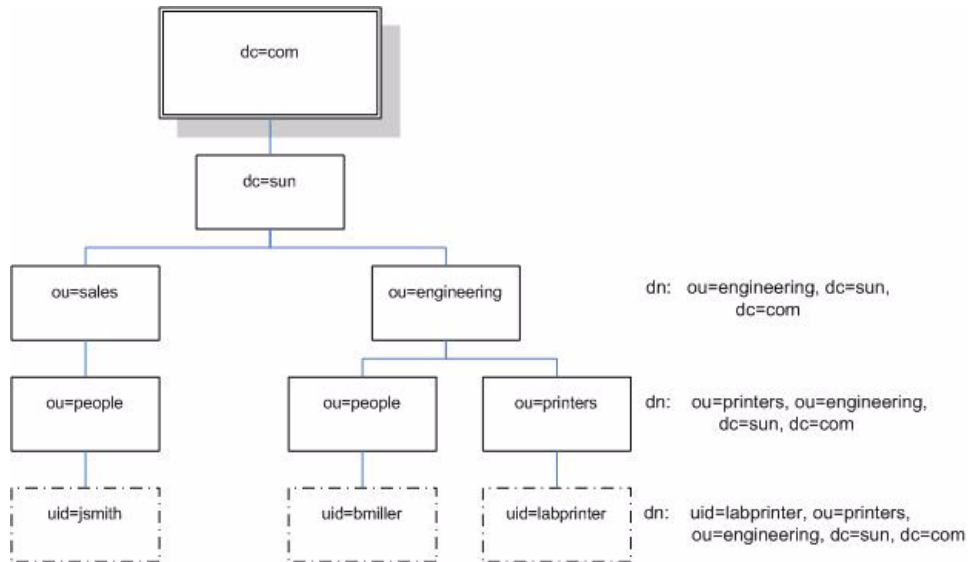 dc=com
dc=sun
ou=sales
ou=engineering
dn: ou=engineering, dc=sun,
dc=com
ou=people
ou=people
ou=printers
dn: ou=printers, ou=engineering,
dc=sun, dc=com
uid=jsmith
uid=bmiller
uid=labprinter
dn: uid=labprinter, ou=printers,
ou=engineering, dc=sun, dc=com